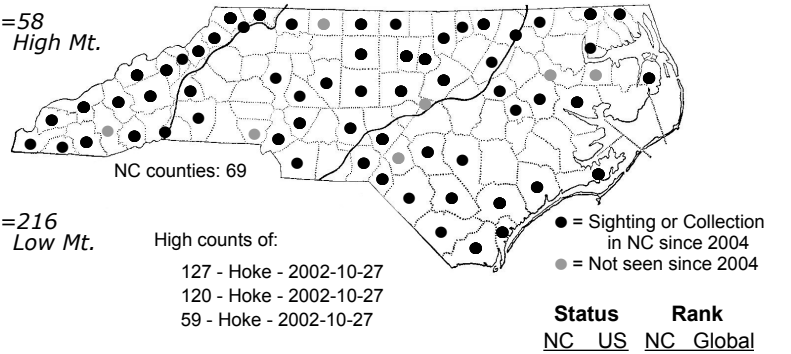 =58
High Mt.
NC counties: 69
=216
Low Mt.
High counts of:
127 - Hoke - 2002-10-27
120 - Hoke - 2002-10-27
59 - Hoke - 2002-10-27
= Sighting or Collection
in NC since 2004
= Not seen since 2004
Status Rank
NC US NC Global